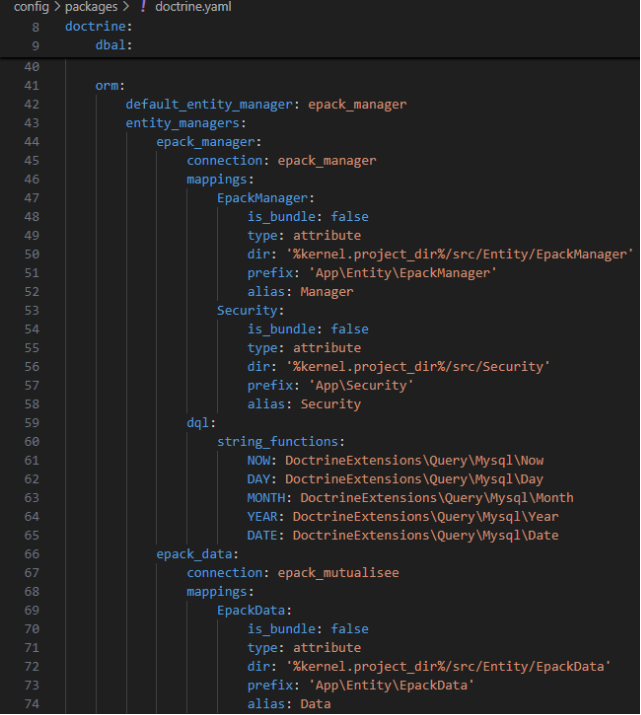 config > packages > ! doctrine.yaml
8 doctrine:
9 dbal:
40
41 orm:
42 default_entity_manager: epack_manager
43 entity_managers:
44 epack_manager:
45 connection: epack_manager
46 mappings:
47 EpackManager:
48 is_bundle: false
49 type: attribute
50 dir: '%kernel.project_dir%/src/Entity/EpackManager'
51 prefix: 'App\Entity\EpackManager'
52 alias: Manager
53 Security:
54 is_bundle: false
55 type: attribute
56 dir: '%kernel.project_dir%/src/Security'
57 prefix: 'App\Security'
58 alias: Security
59 dql:
60 string_functions:
61 NOW: DoctrineExtensions\Query\Mysql\Now
62 DAY: DoctrineExtensions\Query\Mysql\Day
63 MONTH: DoctrineExtensions\Query\Mysql\Month
64 YEAR: DoctrineExtensions\Query\Mysql\Year
65 DATE: DoctrineExtensions\Query\Mysql\Date
66 epack_data:
67 connection: epack_mutualisee
68 mappings:
69 EpackData:
70 is_bundle: false
71 type: attribute
72 dir: '%kernel.project_dir%/src/Entity/EpackData'
73 prefix: 'App\Entity\EpackData'
74 alias: Data